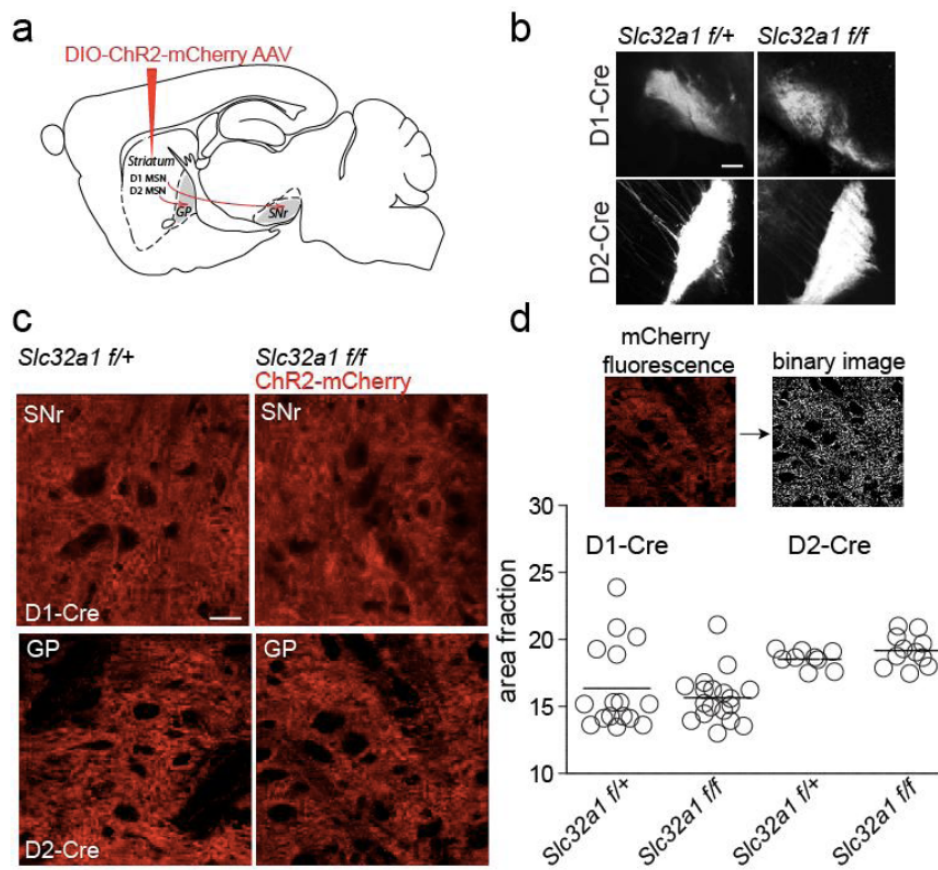 a
DIO-ChR2-mCherry AAV
Striatum
D1 MSN
D2 MSN
GP
SNr
b
Slc32a1 f/+
Slc32a1 f/f
D1-Cre
D2-Cre
c
Slc32a1 f/+
Slc32a1 f/f
ChR2-mCherry
SNr
SNr
D1-Cre
GP
GP
D2-Cre
d
mCherry
fluorescence
binary image
30
25
20
15
10
area fraction
D1-Cre
D2-Cre
Slc32a1 f/+
Slc32a1 f/f
Slc32a1 f/+
Slc32a1 f/f